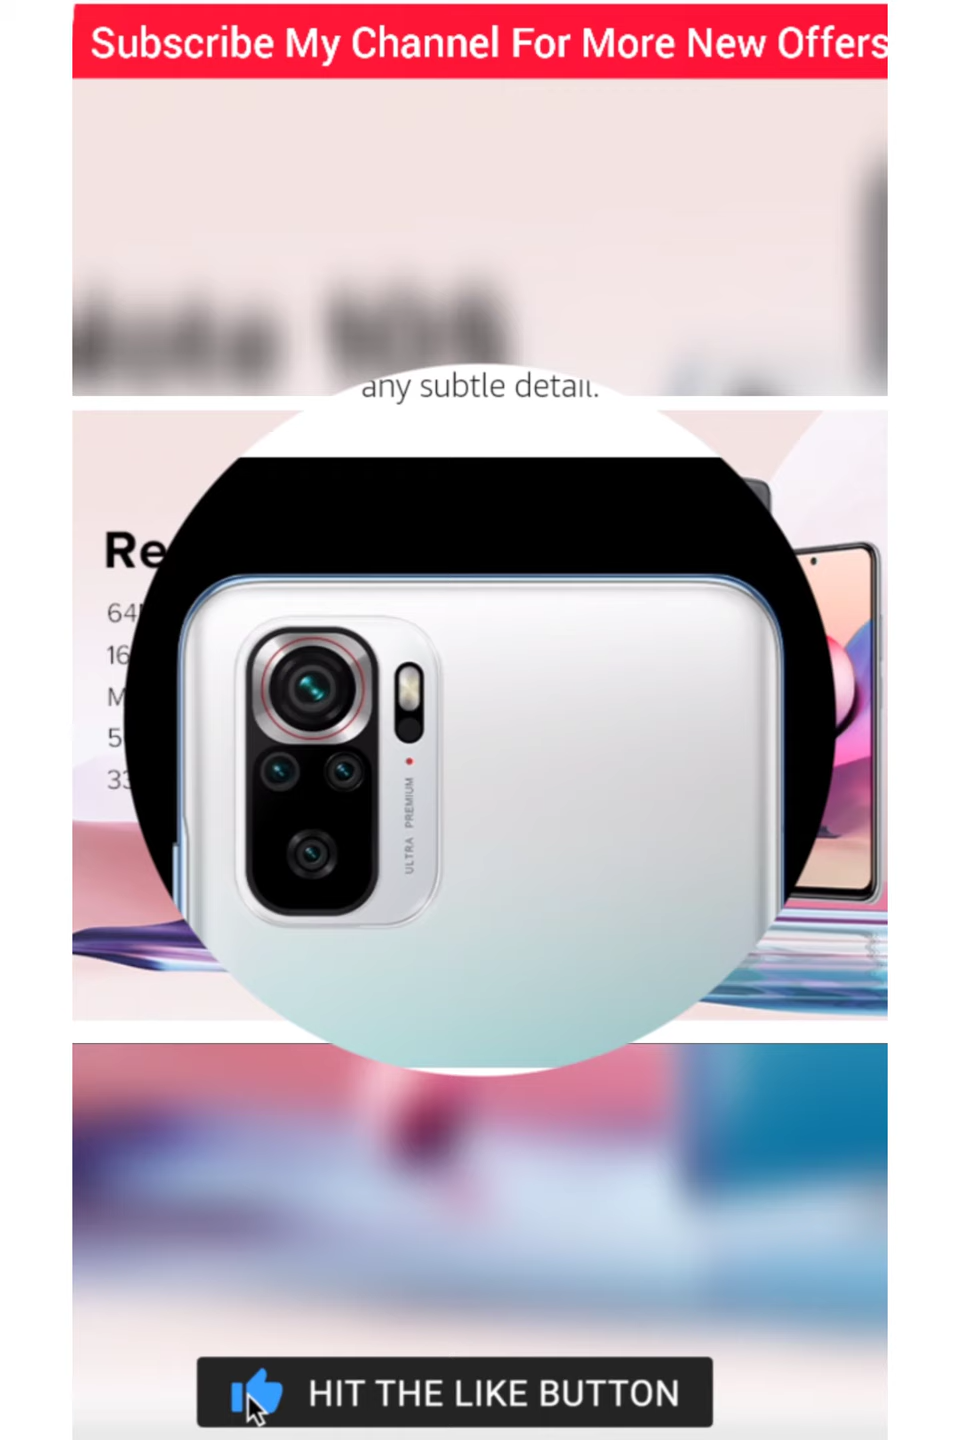 Subscribe My Channel For More New Offers
any subtle detail.
Re
64
16
M
5
33
ULTRA PREMIUM
HIT THE LIKE BUTTON